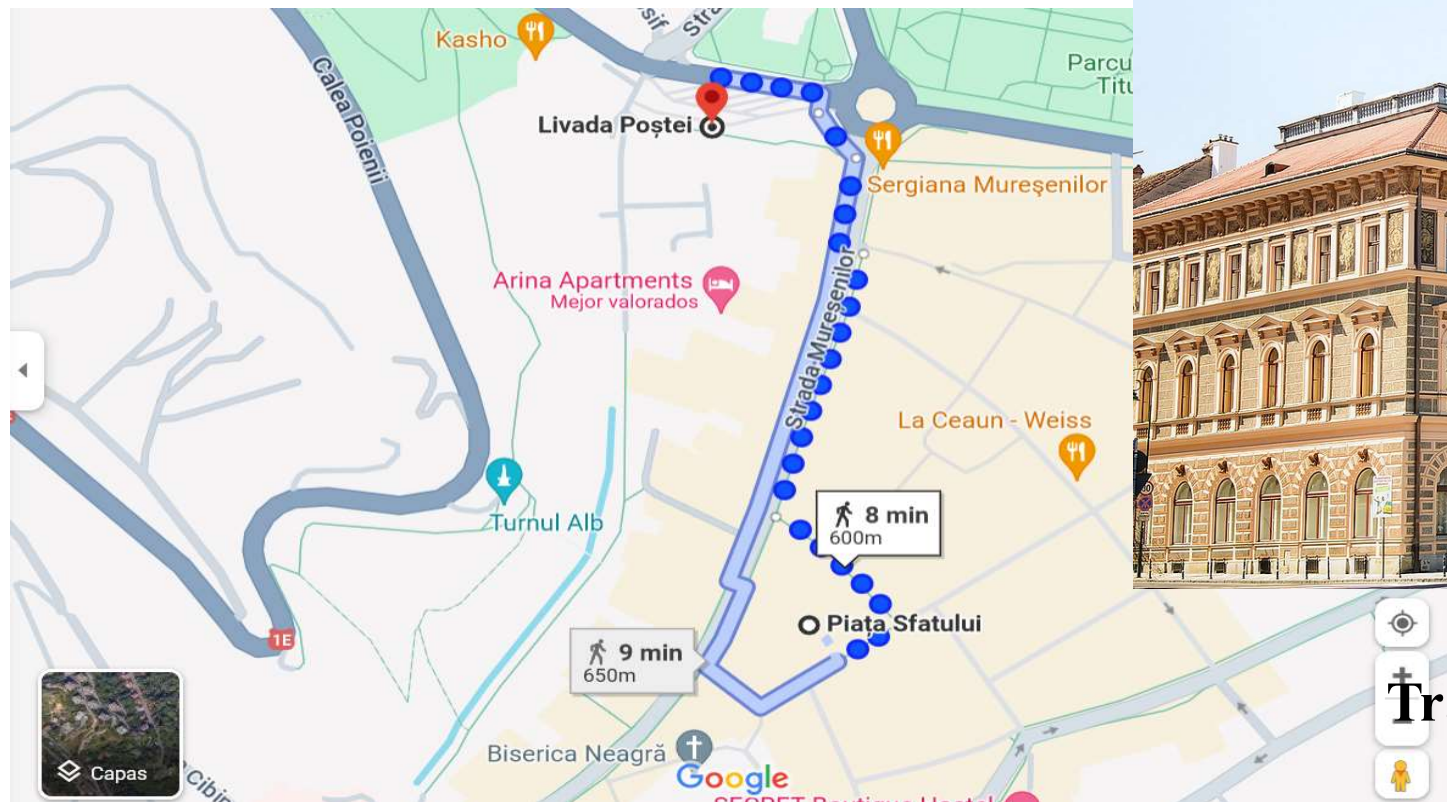 Kasho
Calea Poienii
Parcu
Titu
Livada Poștei
Sergiana Mureșenilor
Arina Apartments
Mejor valorados
Strada Mureșenilor
La Ceaun - Weiss
Turnul Alb
8 min
600m
Piața Sfatului
1E
9 min
650m
Tr
Biserica Neagră
Capas
Google